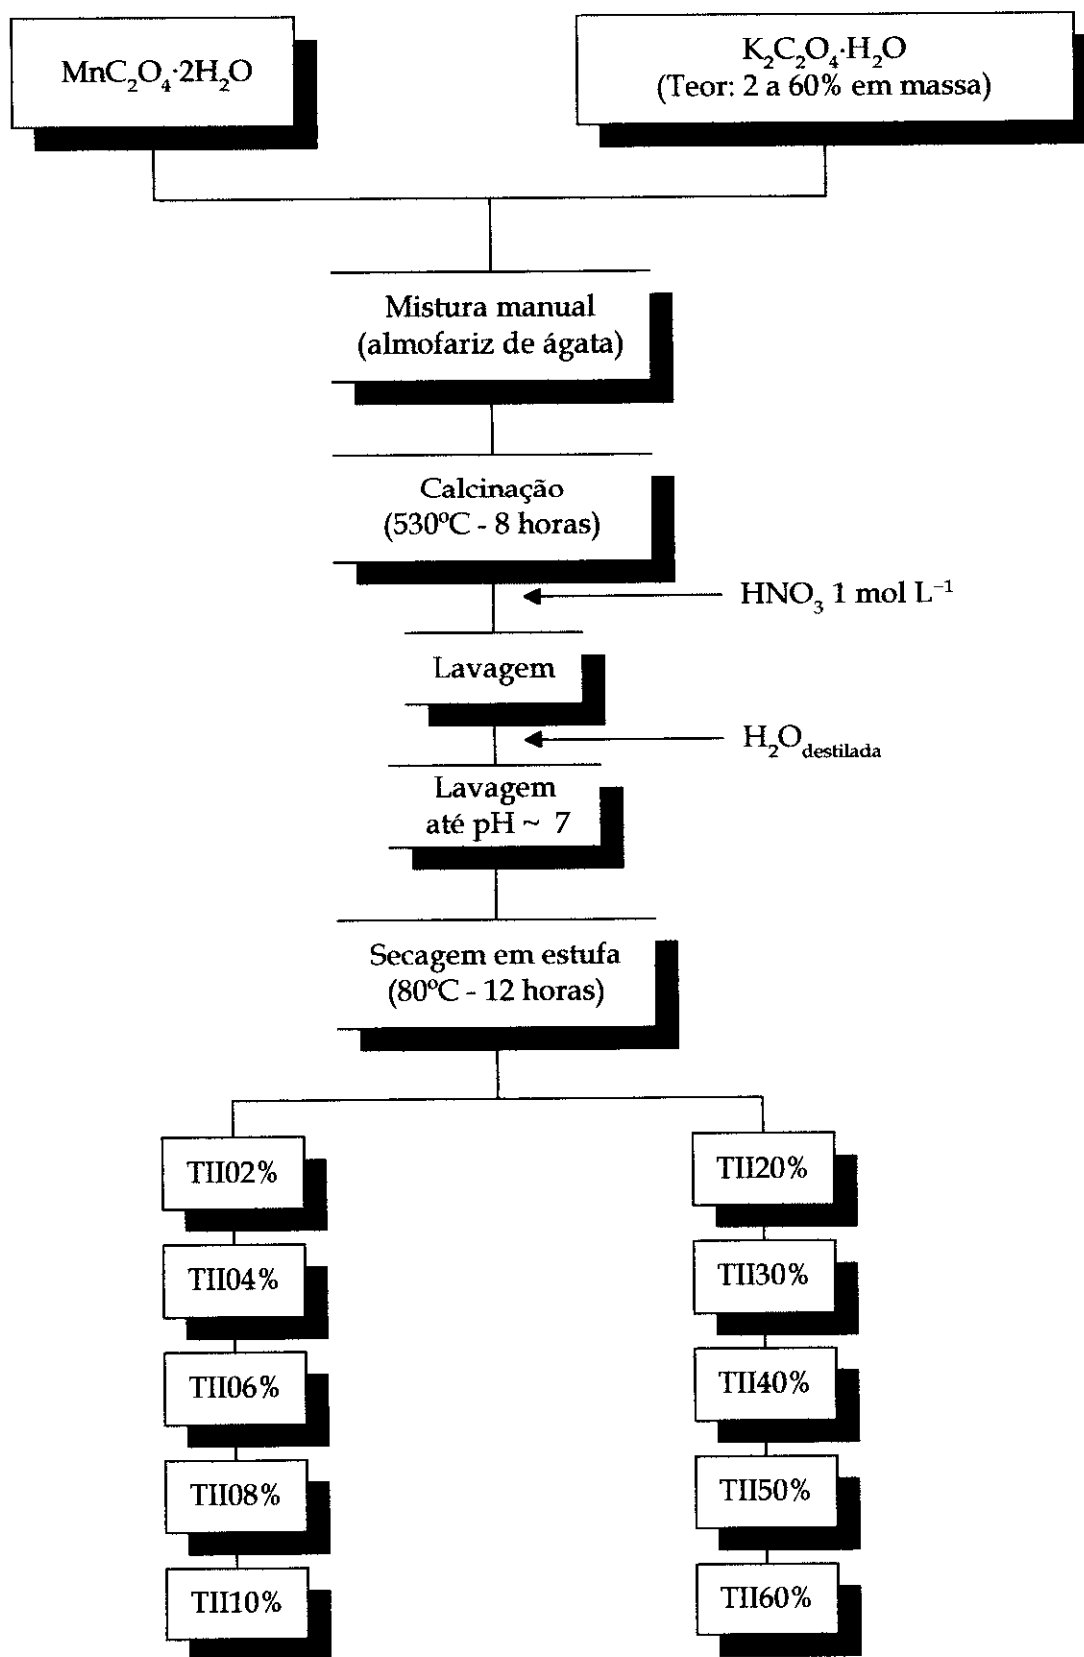 MnC₂O₄·2H₂O
K₂C₂O₄·H₂O
(Teor: 2 a 60% em massa)
Mistura manual
(almofariz de ágata)
Calcinação
(530ºC - 8 horas)
HNO₃ 1 mol L⁻¹
Lavagem
H₂O destilada
Lavagem
até pH ~ 7
Secagem em estufa
(80ºC - 12 horas)
TII02%
TII04%
TII06%
TII08%
TII10%
TII20%
TII30%
TII40%
TII50%
TII60%